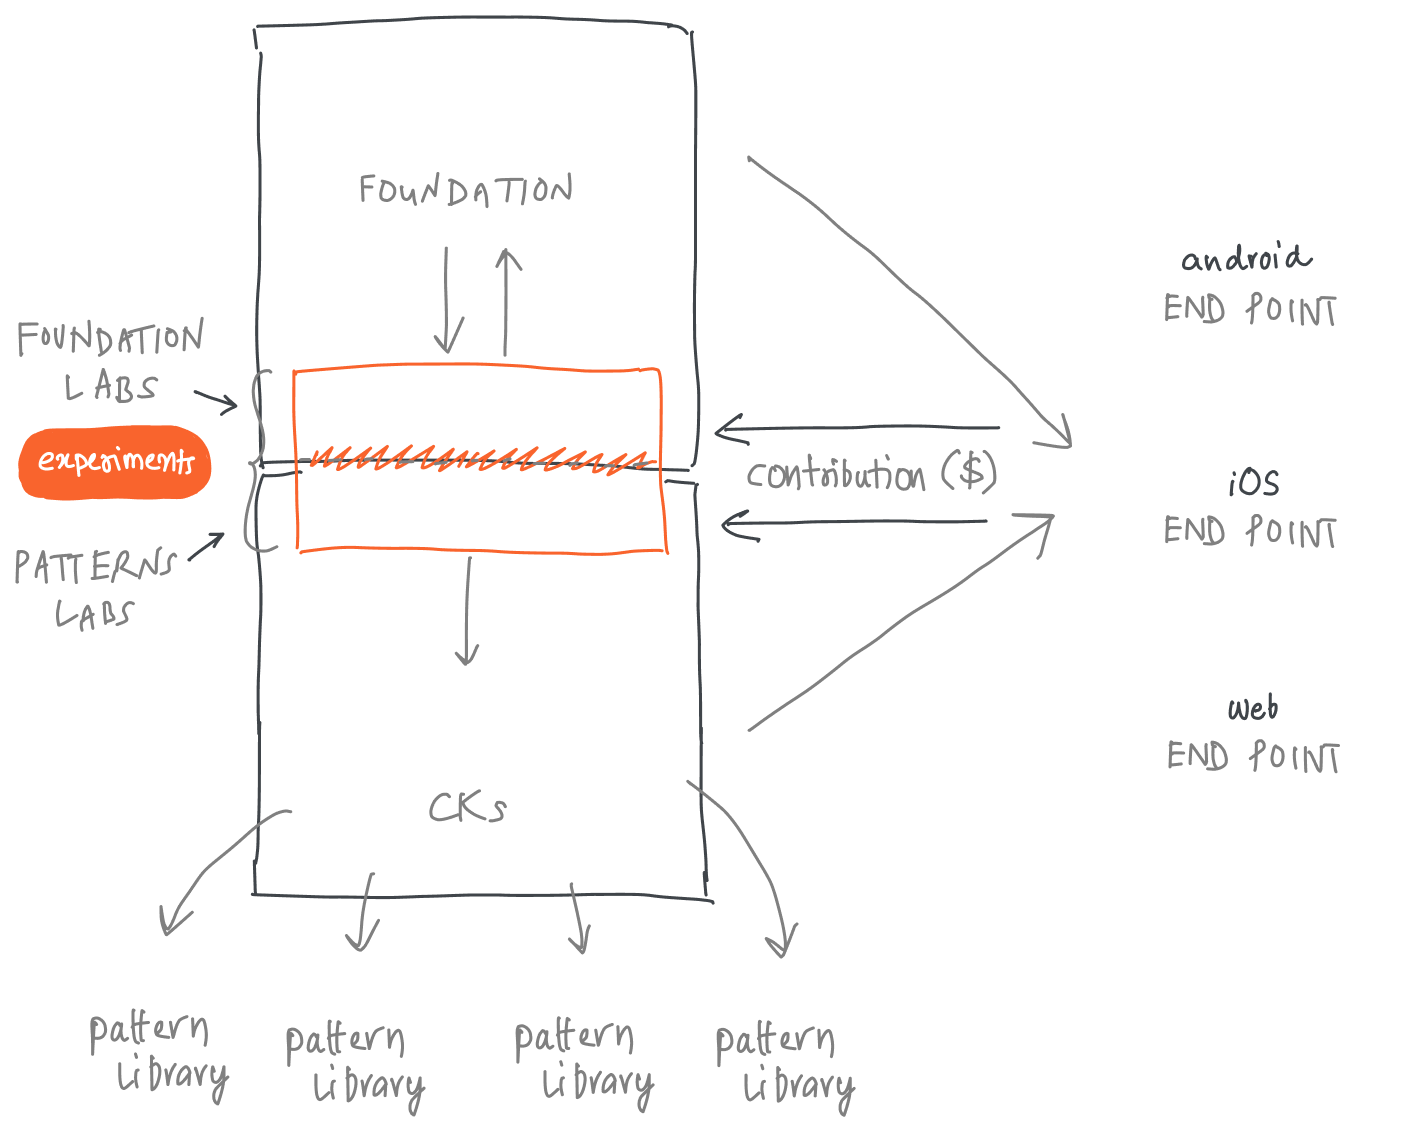 FOUNDATION
FOUNDATION
LABS
experiments
PATTERNS
LABS
contribution ($)
android
END POINT
iOS
END POINT
web
END POINT
CKs
pattern
Library
pattern
Library
pattern
Library
pattern
Library